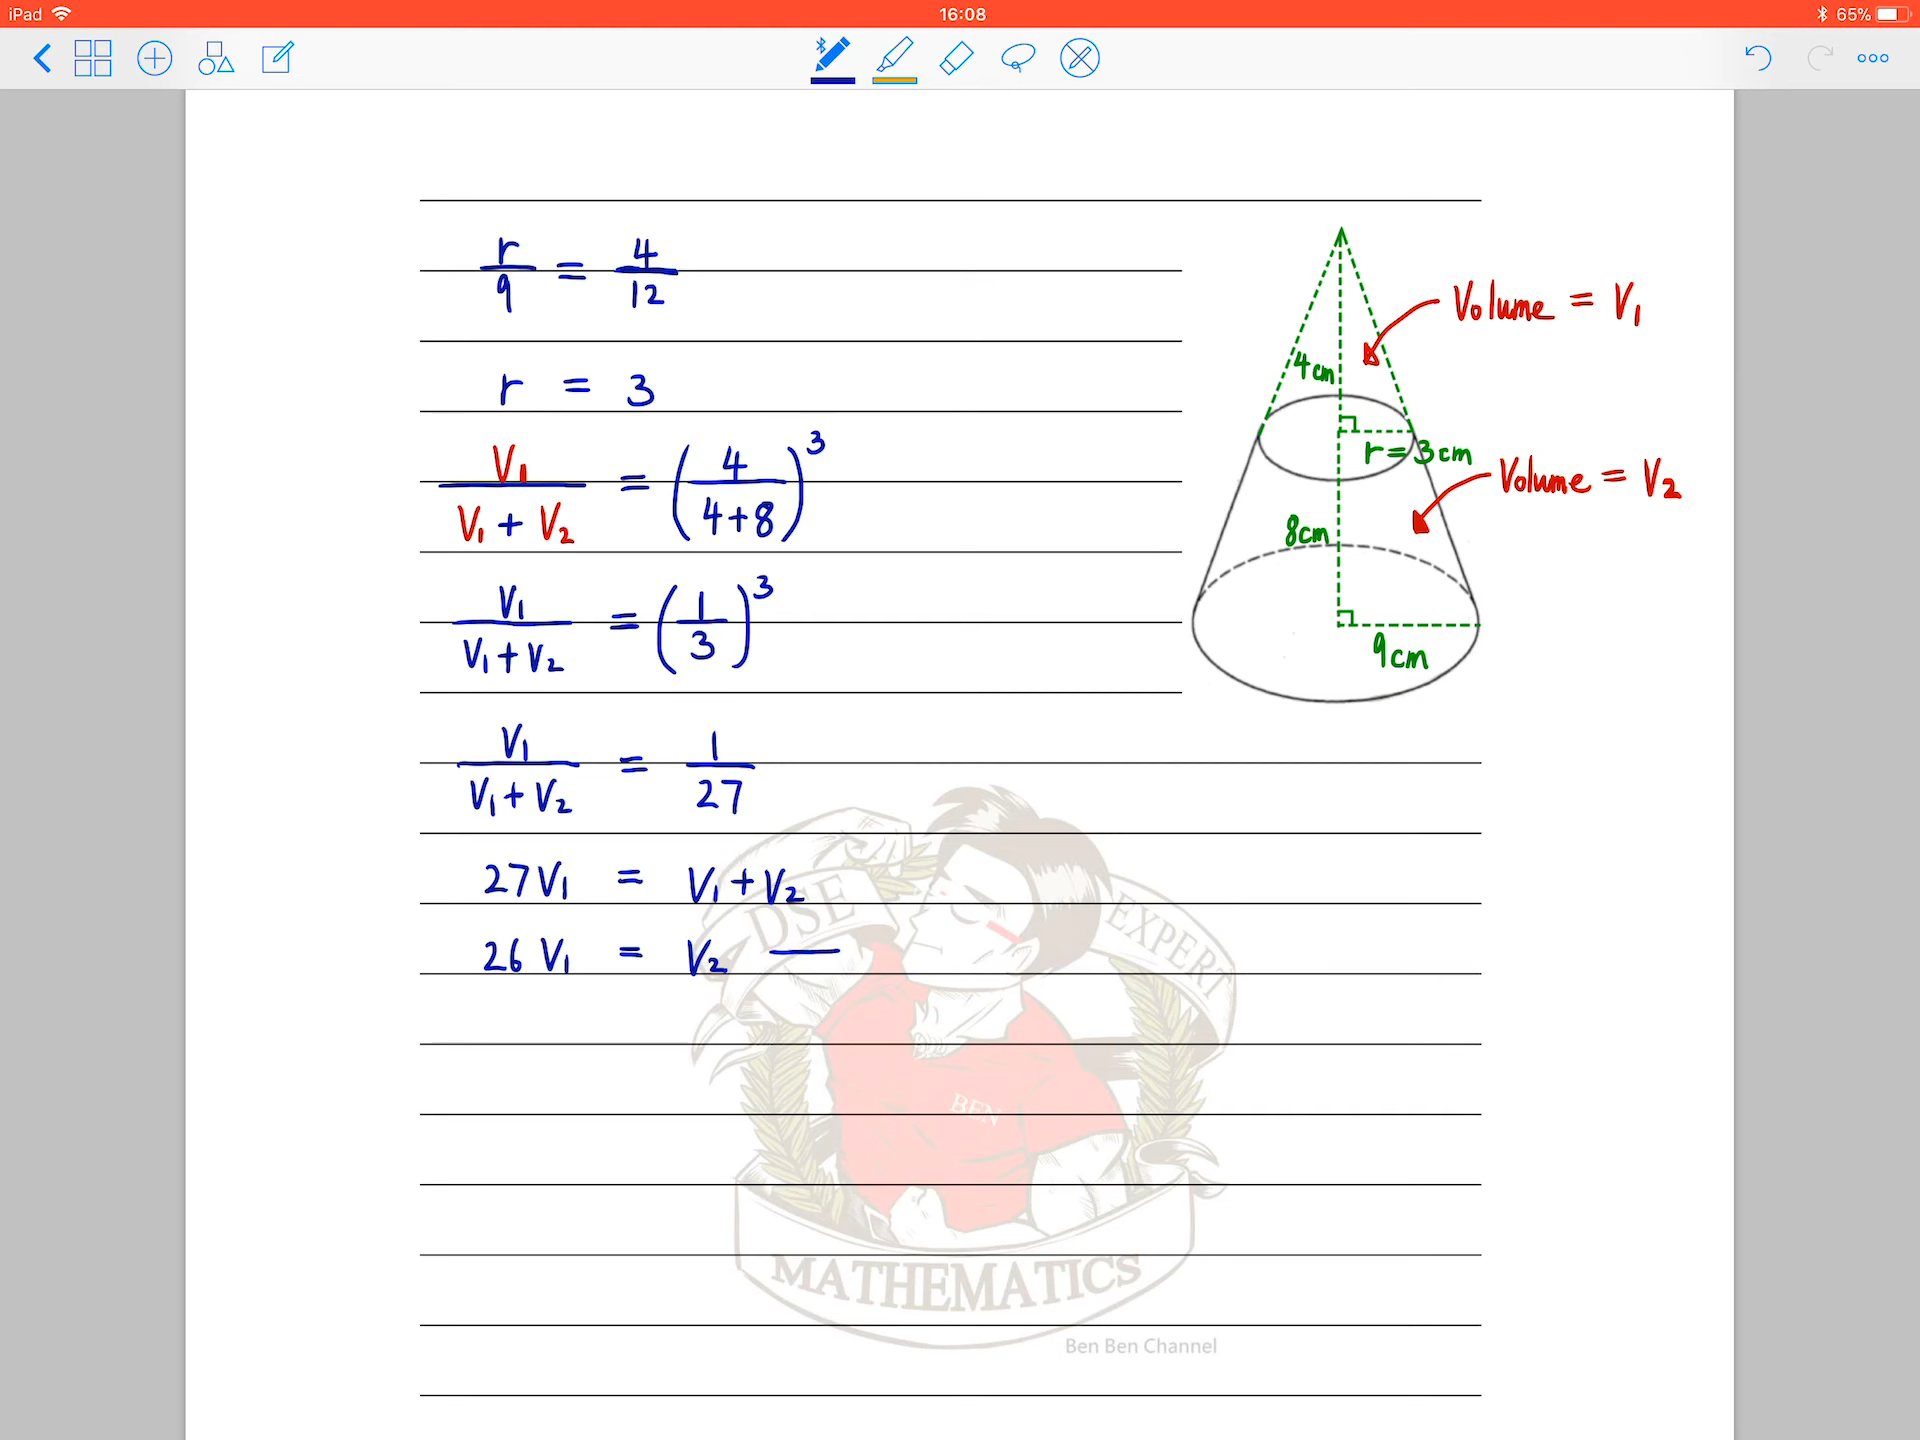 iPad 16:08 65%
r/9 = 4/12
r = 3
V₁/(V₁ + V₂) = (4/(4+8))³
V₁/(V₁+V₂) = (1/3)³
V₁/(V₁+V₂) = 1/27
27V₁ = V₁+V₂
26 V₁ = V₂ —
Volume = V₁
4cm
r = 3cm
Volume = V₂
8cm
9cm
DSE EXPERT
BEN
MATHEMATICS
Ben Ben Channel